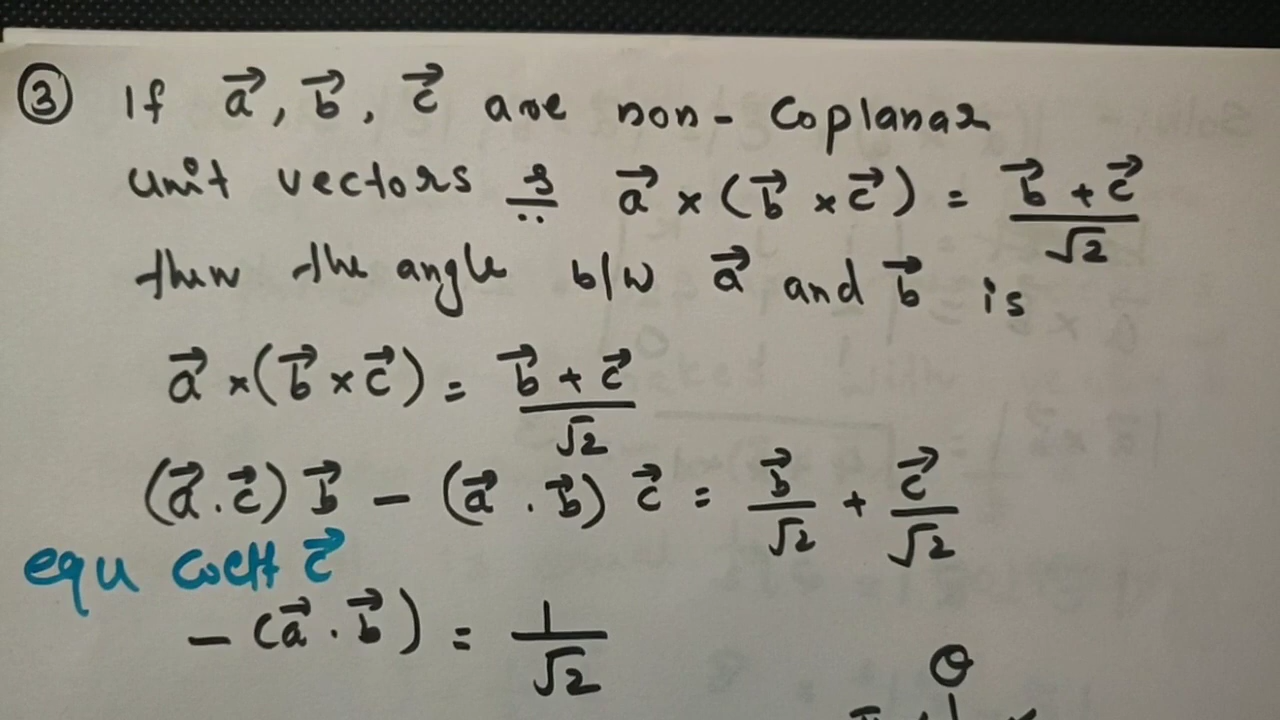 ③ If a⃗, b⃗, c⃗ are non-coplanar
unit vectors s.t. a⃗ × (b⃗ × c⃗) = (b⃗ + c⃗)/√2
then the angle b/w a⃗ and b⃗ is
a⃗ × (b⃗ × c⃗) = (b⃗ + c⃗)/√2
(a⃗ . c⃗) b⃗ − (a⃗ . b⃗) c⃗ = b⃗/√2 + c⃗/√2
equ coeff c⃗
− (a⃗ . b⃗) = 1/√2
θ